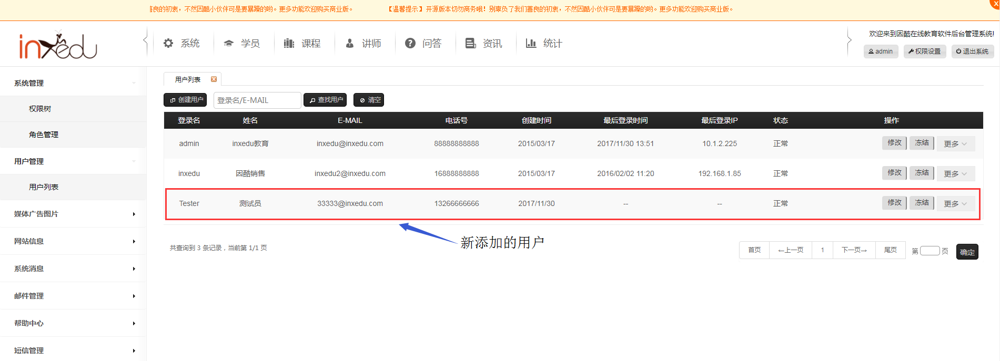 善良的初衷，不然因酷小伙伴可是要暴躁的哟。更多功能欢迎购买商业版。 【温馨提示】开源版本切勿商务哦！别辜负了我们善良的初衷，不然因酷小伙伴可是要暴躁的哟。更多功能欢迎购买商业版。
inxedu
系统 学员 课程 讲师 问答 资讯 统计
欢迎来到因酷在线教育软件后台管理系统!
admin 权限设置 退出系统
系统管理
权限树
角色管理
用户管理
用户列表
媒体广告图片
网站信息
系统消息
邮件管理
帮助中心
短信管理
用户列表
创建用户 登录名/E-MAIL 查找用户 清空
登录名 姓名 E-MAIL 电话号 创建时间 最后登录时间 最后登录IP 状态 操作
admin inxedu教育 inxedu@inxedu.com 88888888888 2015/03/17 2017/11/30 13:51 10.1.2.225 正常 修改 冻结 更多
inxedu 因酷销售 inxedu2@inxedu.com 16888888888 2015/03/17 2016/02/02 11:20 192.168.1.85 正常 修改 冻结 更多
Tester 测试员 33333@inxedu.com 13266666666 2017/11/30 -- -- 正常 修改 冻结 更多
新添加的用户
共查询到 3 条记录，当前第 1/1 页
首页 ←上一页 1 下一页→ 尾页 第 页 确定